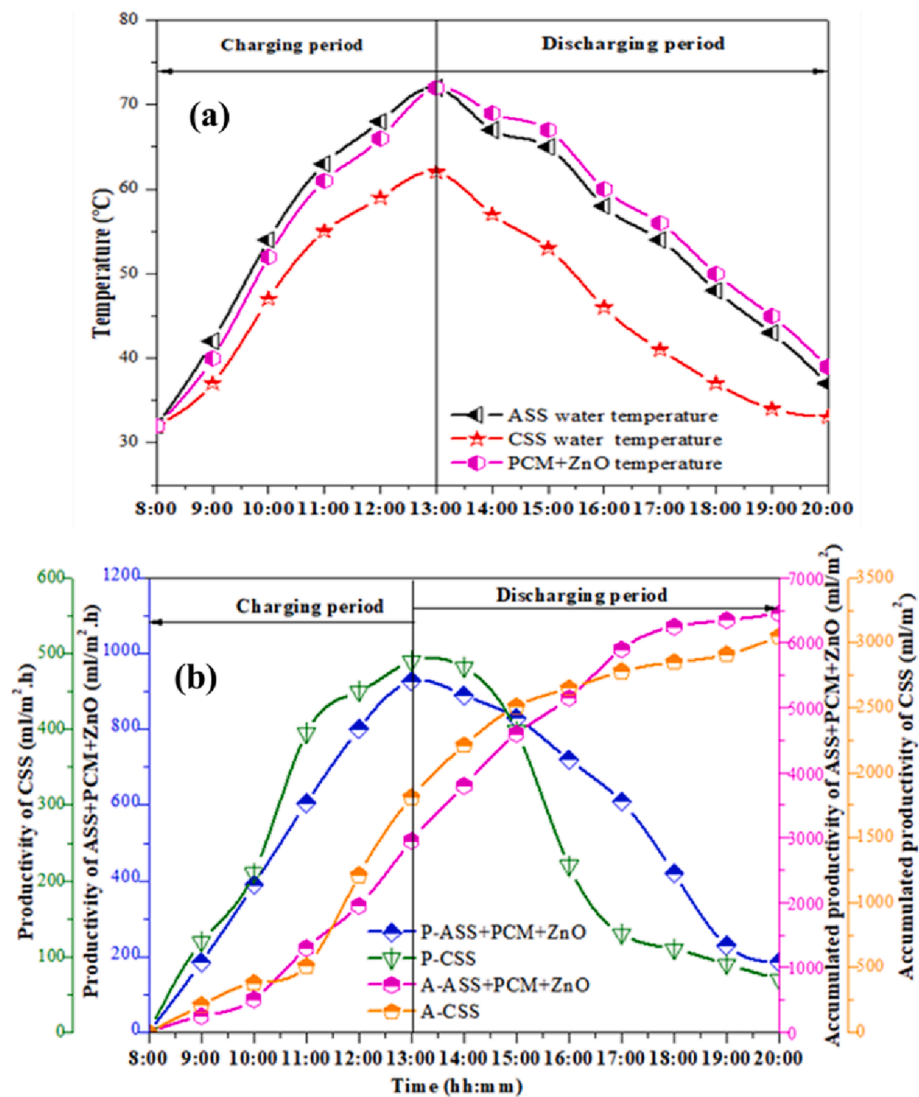 80
70
60
50
40
30
Temperature (°C)
Charging period
Discharging period
(a)
ASS water temperature
CSS water temperature
PCM+ZnO temperature
8:00 9:00 10:00 11:00 12:00 13:00 14:00 15:00 16:00 17:00 18:00 19:00 20:00
Productivity of CSS (ml/m².h)
600
500
400
300
200
100
0
Productivity of ASS+PCM+ZnO (ml/m².h)
1200
1000
800
600
400
200
0
Charging period
Discharging period
(b)
P-ASS+PCM+ZnO
P-CSS
A-ASS+PCM+ZnO
A-CSS
7000
6000
5000
4000
3000
2000
1000
0
Accumulated productivity of ASS+PCM+ZnO (ml/m²)
3500
3000
2500
2000
1500
1000
500
0
Accumulated productivity of CSS (ml/m²)
8:00 9:00 10:00 11:00 12:00 13:00 14:00 15:00 16:00 17:00 18:00 19:00 20:00
Time (hh:mm)